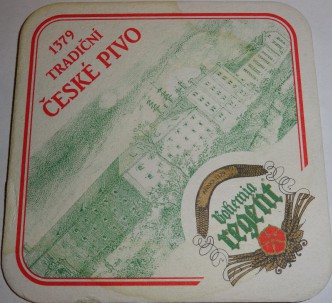 1379
TRADIČNÍ
ČESKÉ PIVO
Bohemia
regent